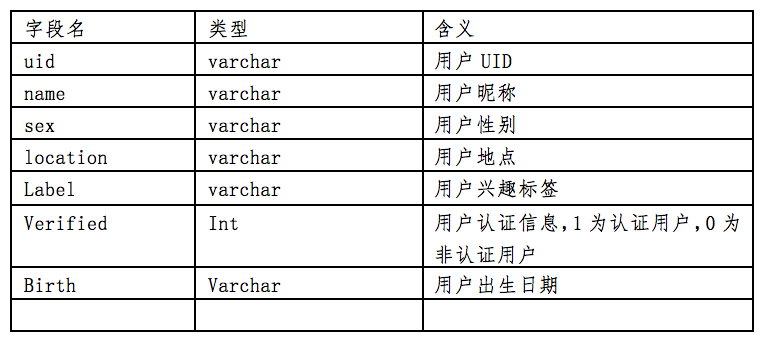 字段名 类型 含义
uid varchar 用户 UID
name varchar 用户昵称
sex varchar 用户性别
location varchar 用户地点
Label varchar 用户兴趣标签
Verified Int 用户认证信息,1 为认证用户,0 为
非认证用户
Birth Varchar 用户出生日期